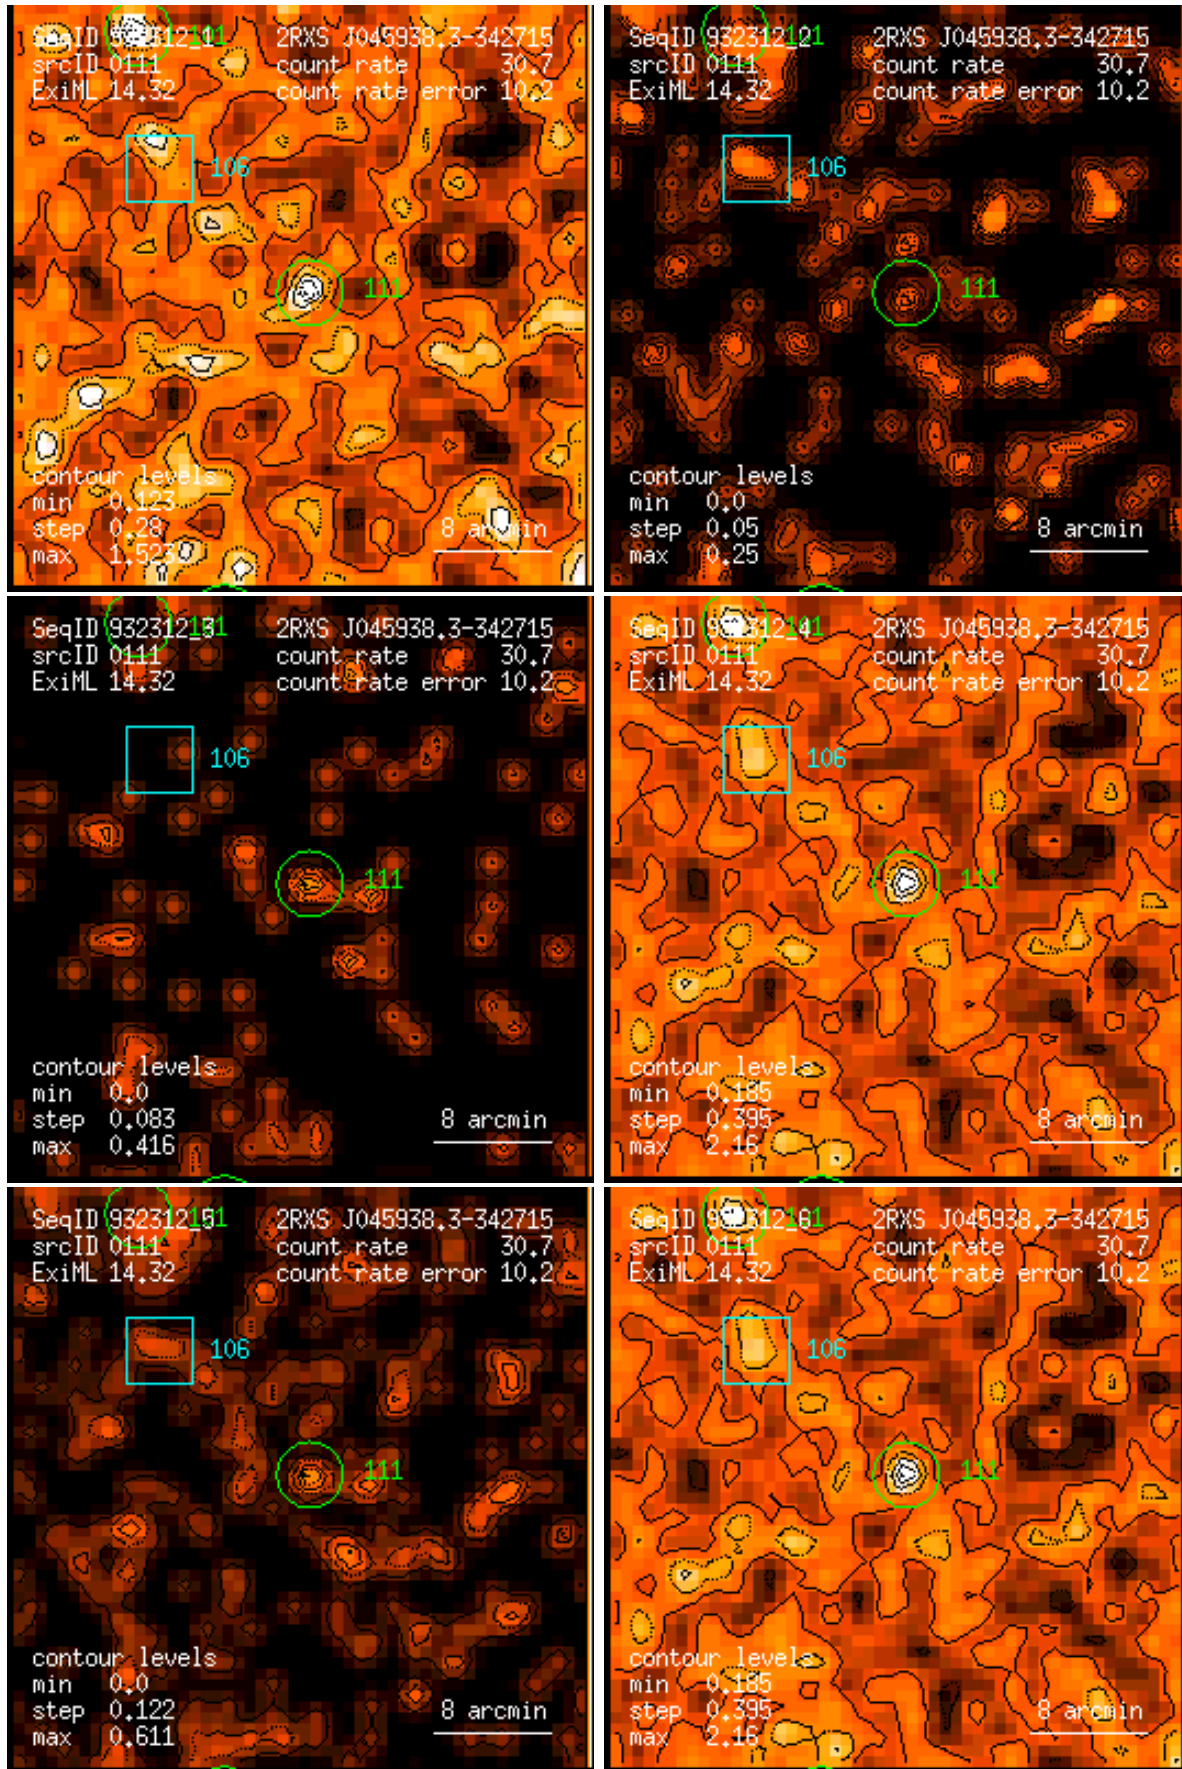 SeqID 932312_1 2RXS J045938.3-342715
srcID 0111 count rate 30.7
ExiML 14.32 count rate error 10.2
106
111
contour levels
min 0.123
step 0.28 8 arcmin
max 1.523
SeqID 932312_2 2RXS J045938.3-342715
srcID 0111 count rate 30.7
ExiML 14.32 count rate error 10.2
106
111
contour levels
min 0.0
step 0.05 8 arcmin
max 0.25
SeqID 932312_3 2RXS J045938.3-342715
srcID 0111 count rate 30.7
ExiML 14.32 count rate error 10.2
106
111
contour levels
min 0.0
step 0.083 8 arcmin
max 0.416
SeqID 932312_4 2RXS J045938.3-342715
srcID 0111 count rate 30.7
ExiML 14.32 count rate error 10.2
106
111
contour levels
min 0.185
step 0.395 8 arcmin
max 2.16
SeqID 932312_5 2RXS J045938.3-342715
srcID 0111 count rate 30.7
ExiML 14.32 count rate error 10.2
106
111
contour levels
min 0.0
step 0.122 8 arcmin
max 0.611
SeqID 932312_6 2RXS J045938.3-342715
srcID 0111 count rate 30.7
ExiML 14.32 count rate error 10.2
106
111
contour levels
min 0.185
step 0.395 8 arcmin
max 2.16